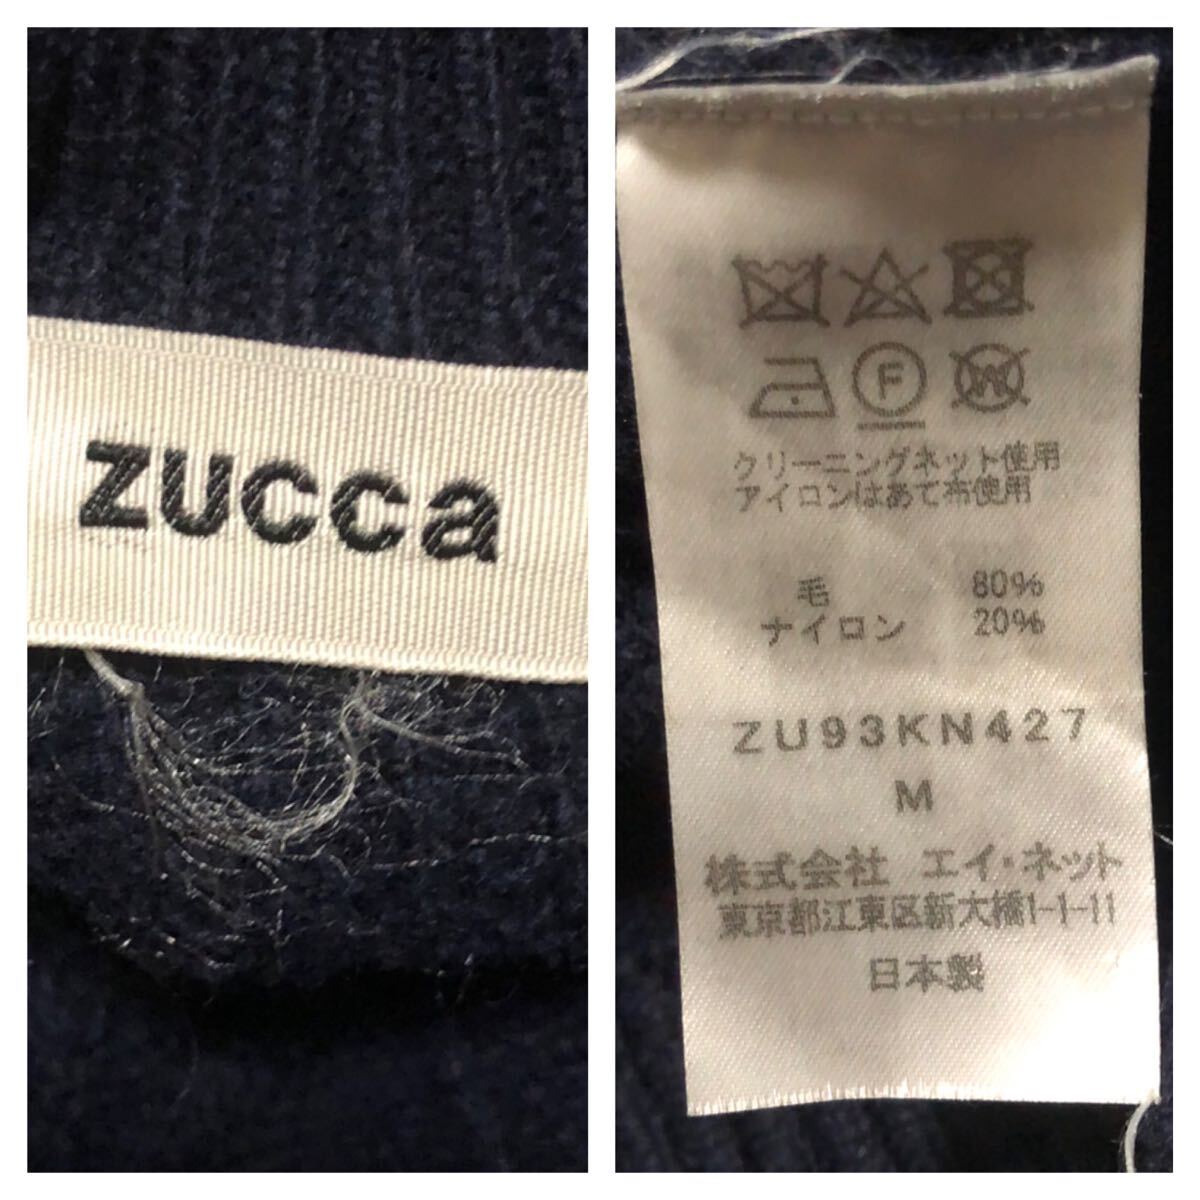 zucca
F
W
クリーニングネット使用
アイロンはあて布使用
毛 80%
ナイロン 20%
ZU93KN427
M
株式会社 エイ・ネット
東京都江東区新大橋1-1-11
日本製